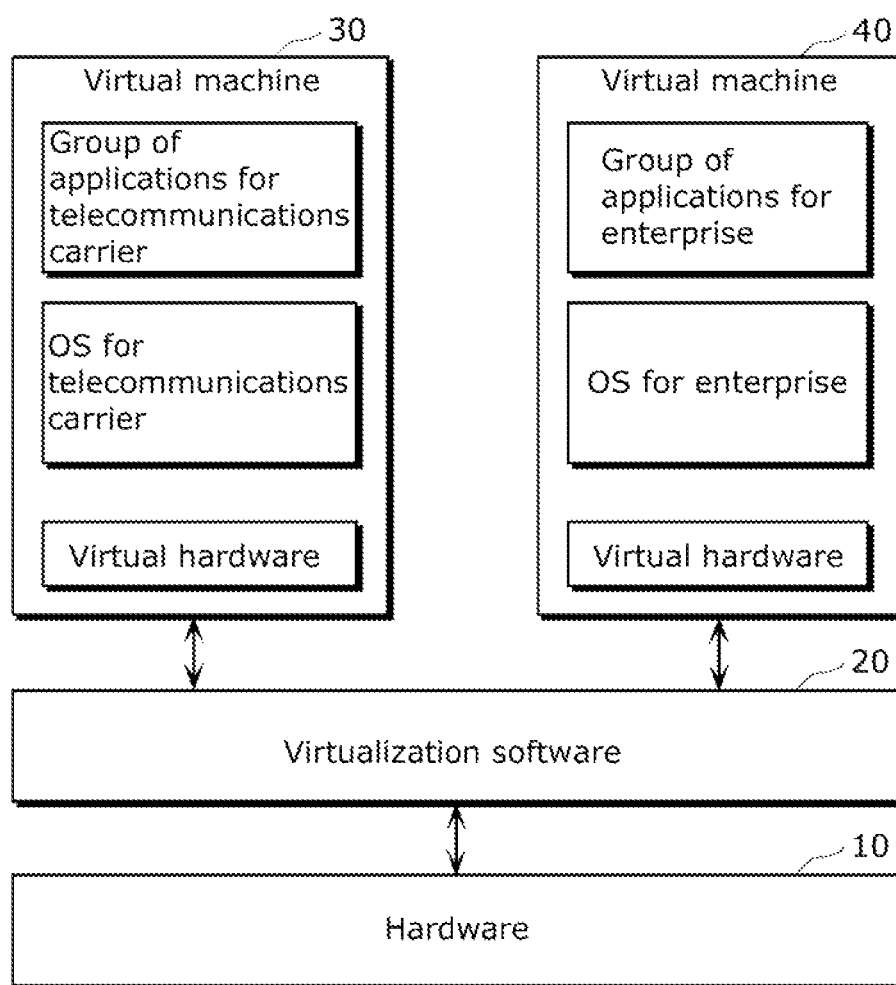 30
Virtual machine
Group of
applications for
telecommunications
carrier
OS for
telecommunications
carrier
Virtual hardware
40
Virtual machine
Group of
applications for
enterprise
OS for enterprise
Virtual hardware
20
Virtualization software
10
Hardware